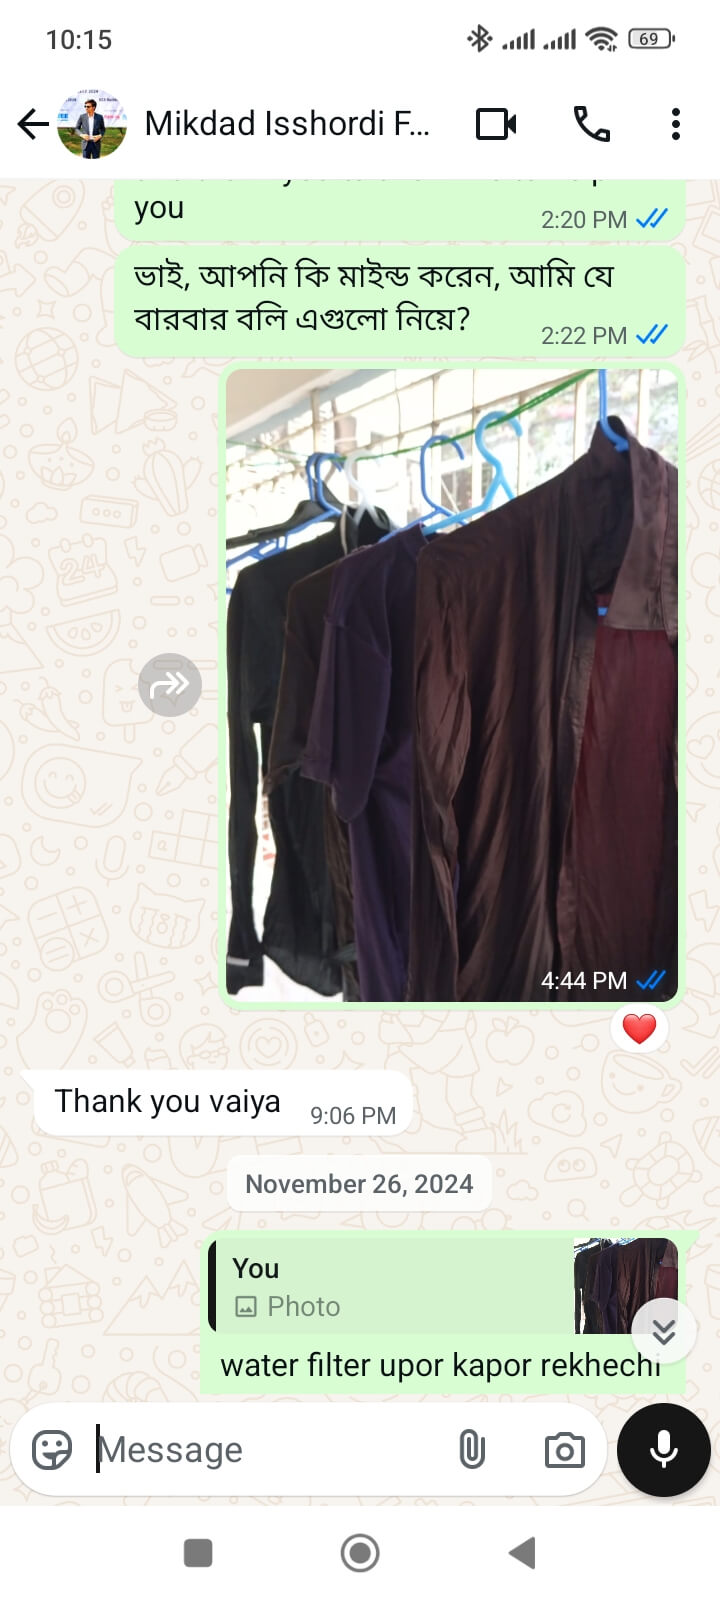 10:15
69
Mikdad Isshordi F...
you
2:20 PM
ভাই, আপনি কি মাইন্ড করেন, আমি যে
বারবার বলি এগুলো নিয়ে?
2:22 PM
4:44 PM
Thank you vaiya
9:06 PM
November 26, 2024
You
Photo
water filter upor kapor rekhechi
Message